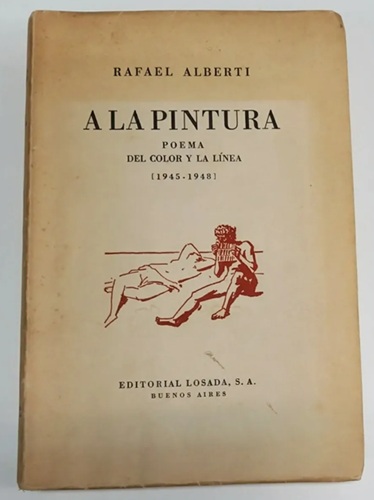 RAFAEL ALBERTI
A LA PINTURA
POEMA
DEL COLOR Y LA LÍNEA
[1945-1948]
EDITORIAL LOSADA, S. A.
BUENOS AIRES